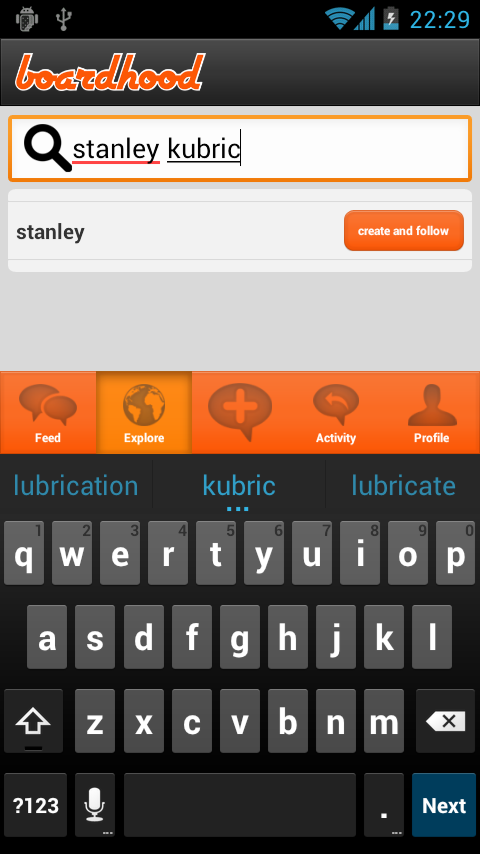 22:29
boardhood
stanley kubric
stanley
create and follow
Feed Explore Activity Profile
lubrication kubric lubricate
...
1 2 3 4 5 6 7 8 9 0
q w e r t y u i o p
a s d f g h j k l
z x c v b n m
?123 ... . ... Next